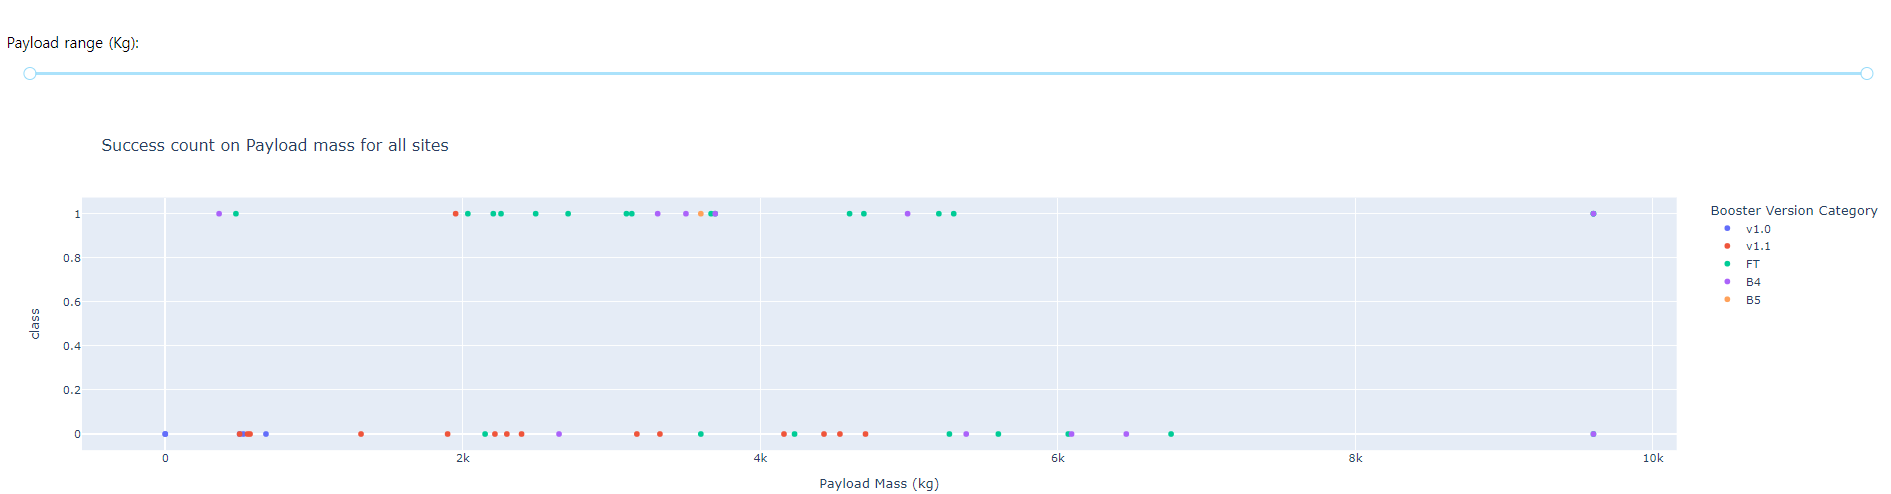 Payload range (Kg):
Success count on Payload mass for all sites
Booster Version Category
v1.0
v1.1
FT
B4
B5
class
1
0.8
0.6
0.4
0.2
0
0 2k 4k 6k 8k 10k
Payload Mass (kg)